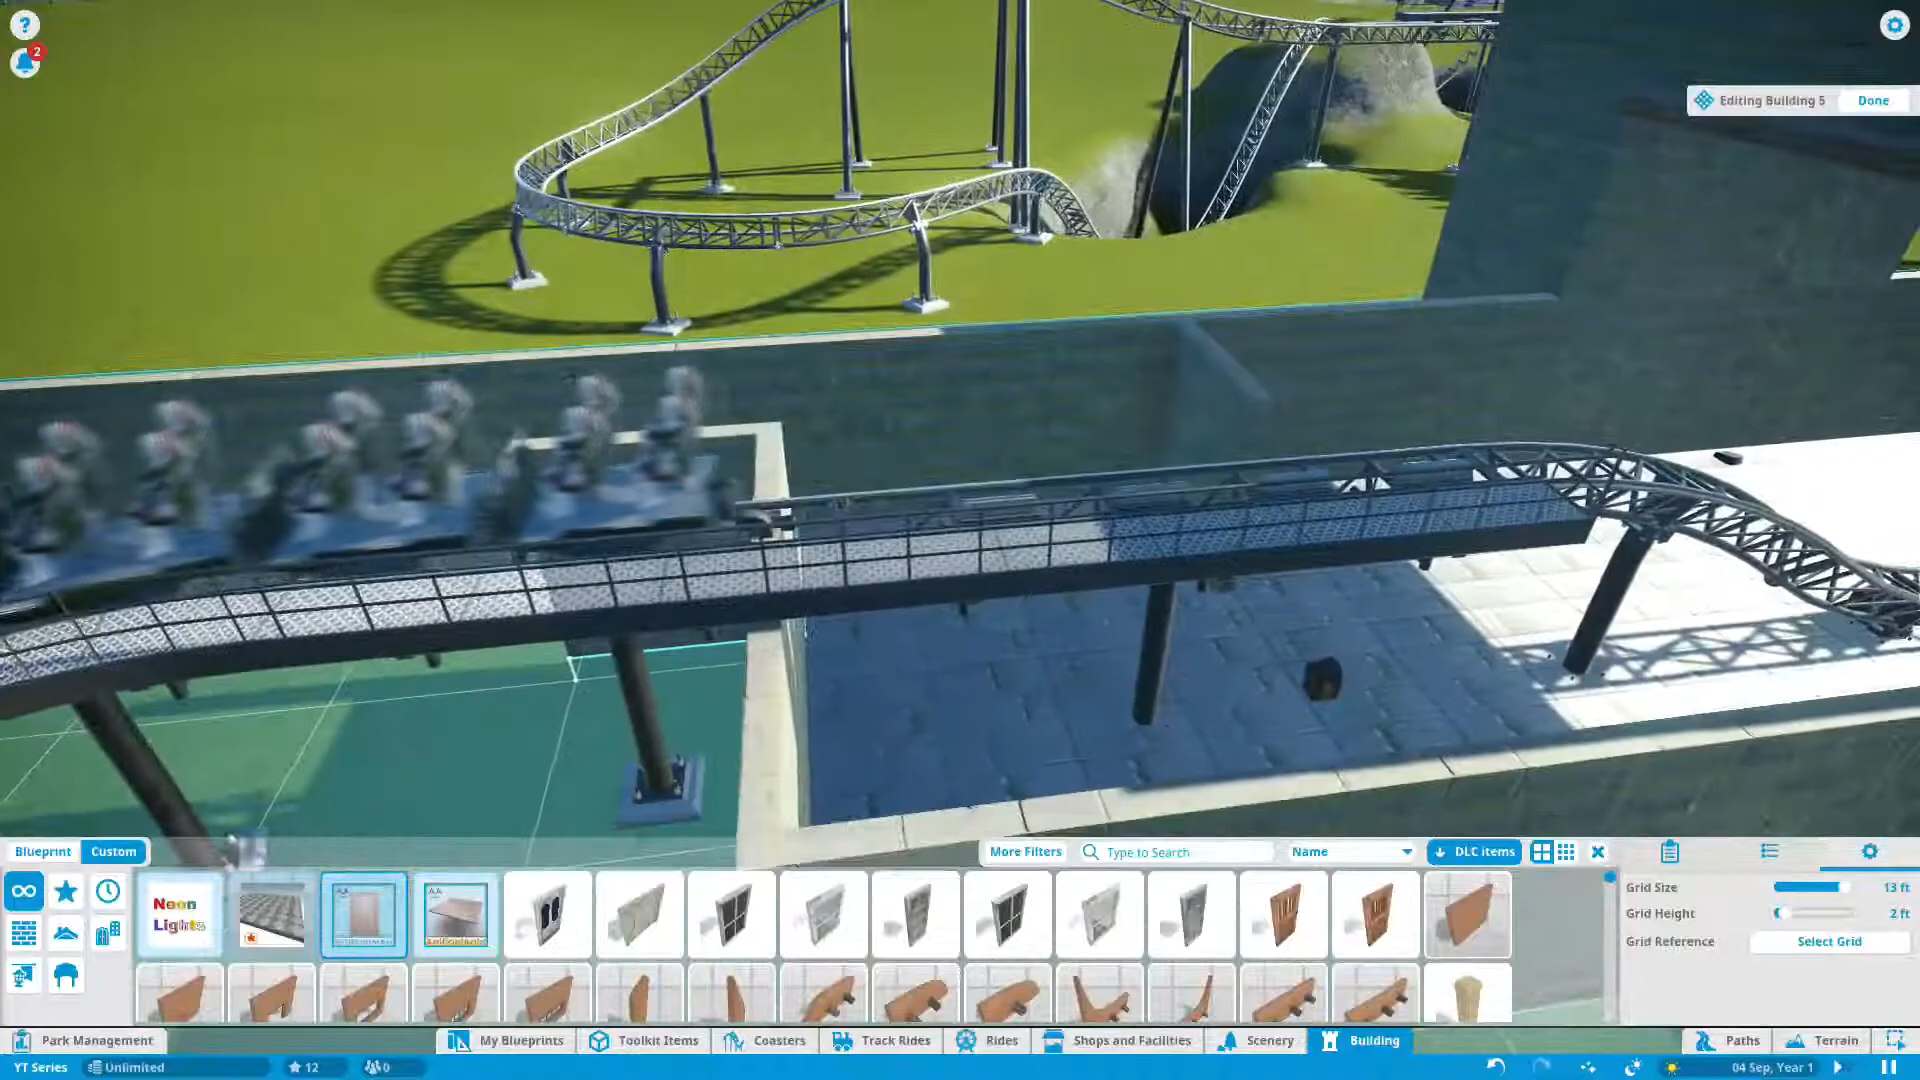 ?
2
Editing Building 5
Done
Blueprint
Custom
More Filters
Type to Search
Name
DLC items
Neon
Lights
Grid Size
13 ft
Grid Height
2 ft
Grid Reference
Select Grid
Park Management
My Blueprints
Toolkit Items
Coasters
Track Rides
Rides
Shops and Facilities
Scenery
Building
Paths
Terrain
YT Series
Unlimited
12
0
04 Sep, Year 1